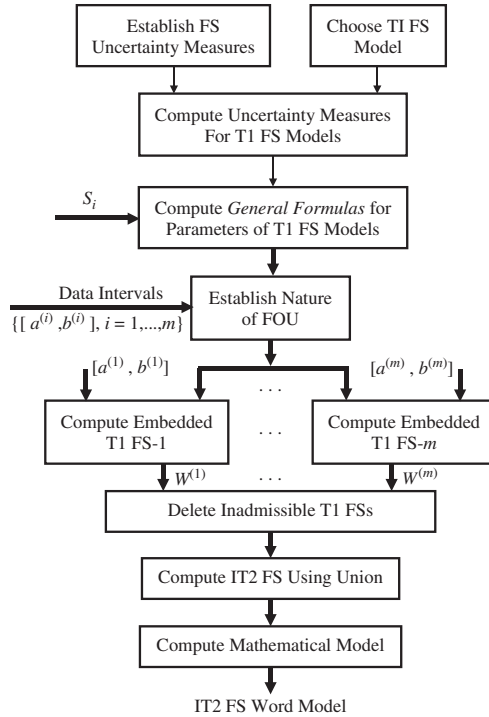 Establish FS
Uncertainty Measures
Choose TI FS
Model
Compute Uncertainty Measures
For T1 FS Models
S_i
Compute General Formulas for
Parameters of T1 FS Models
Data Intervals
{[ a^(i) ,b^(i) ], i = 1,...,m}
Establish Nature
of FOU
[a^(1) , b^(1)]
. . .
[a^(m) , b^(m)]
Compute Embedded
T1 FS-1
. . .
Compute Embedded
T1 FS-m
W^(1)
. . .
W^(m)
Delete Inadmissible T1 FSs
Compute IT2 FS Using Union
Compute Mathematical Model
IT2 FS Word Model